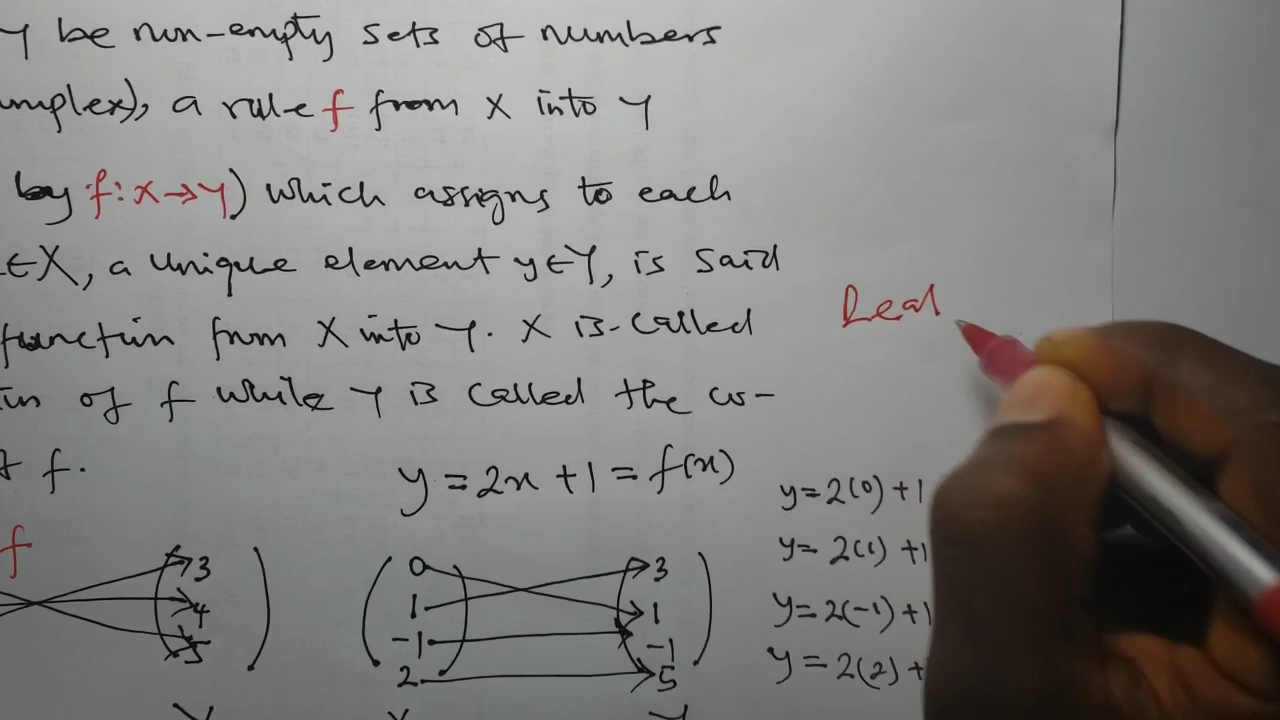 Y be non-empty sets of numbers
omplex), a rule f from X into Y
by f: X → Y) which assigns to each
∈X, a unique element y∈Y, is said
function from X into Y. X is called
in of f while Y is called the co-
f.
Real
y = 2x + 1 = f(x)
y = 2(0) + 1
y = 2(1) + 1
y = 2(-1) + 1
y = 2(2) +
f
3
4
5
0
1
-1
2
3
1
-1
5
Y
X
Y